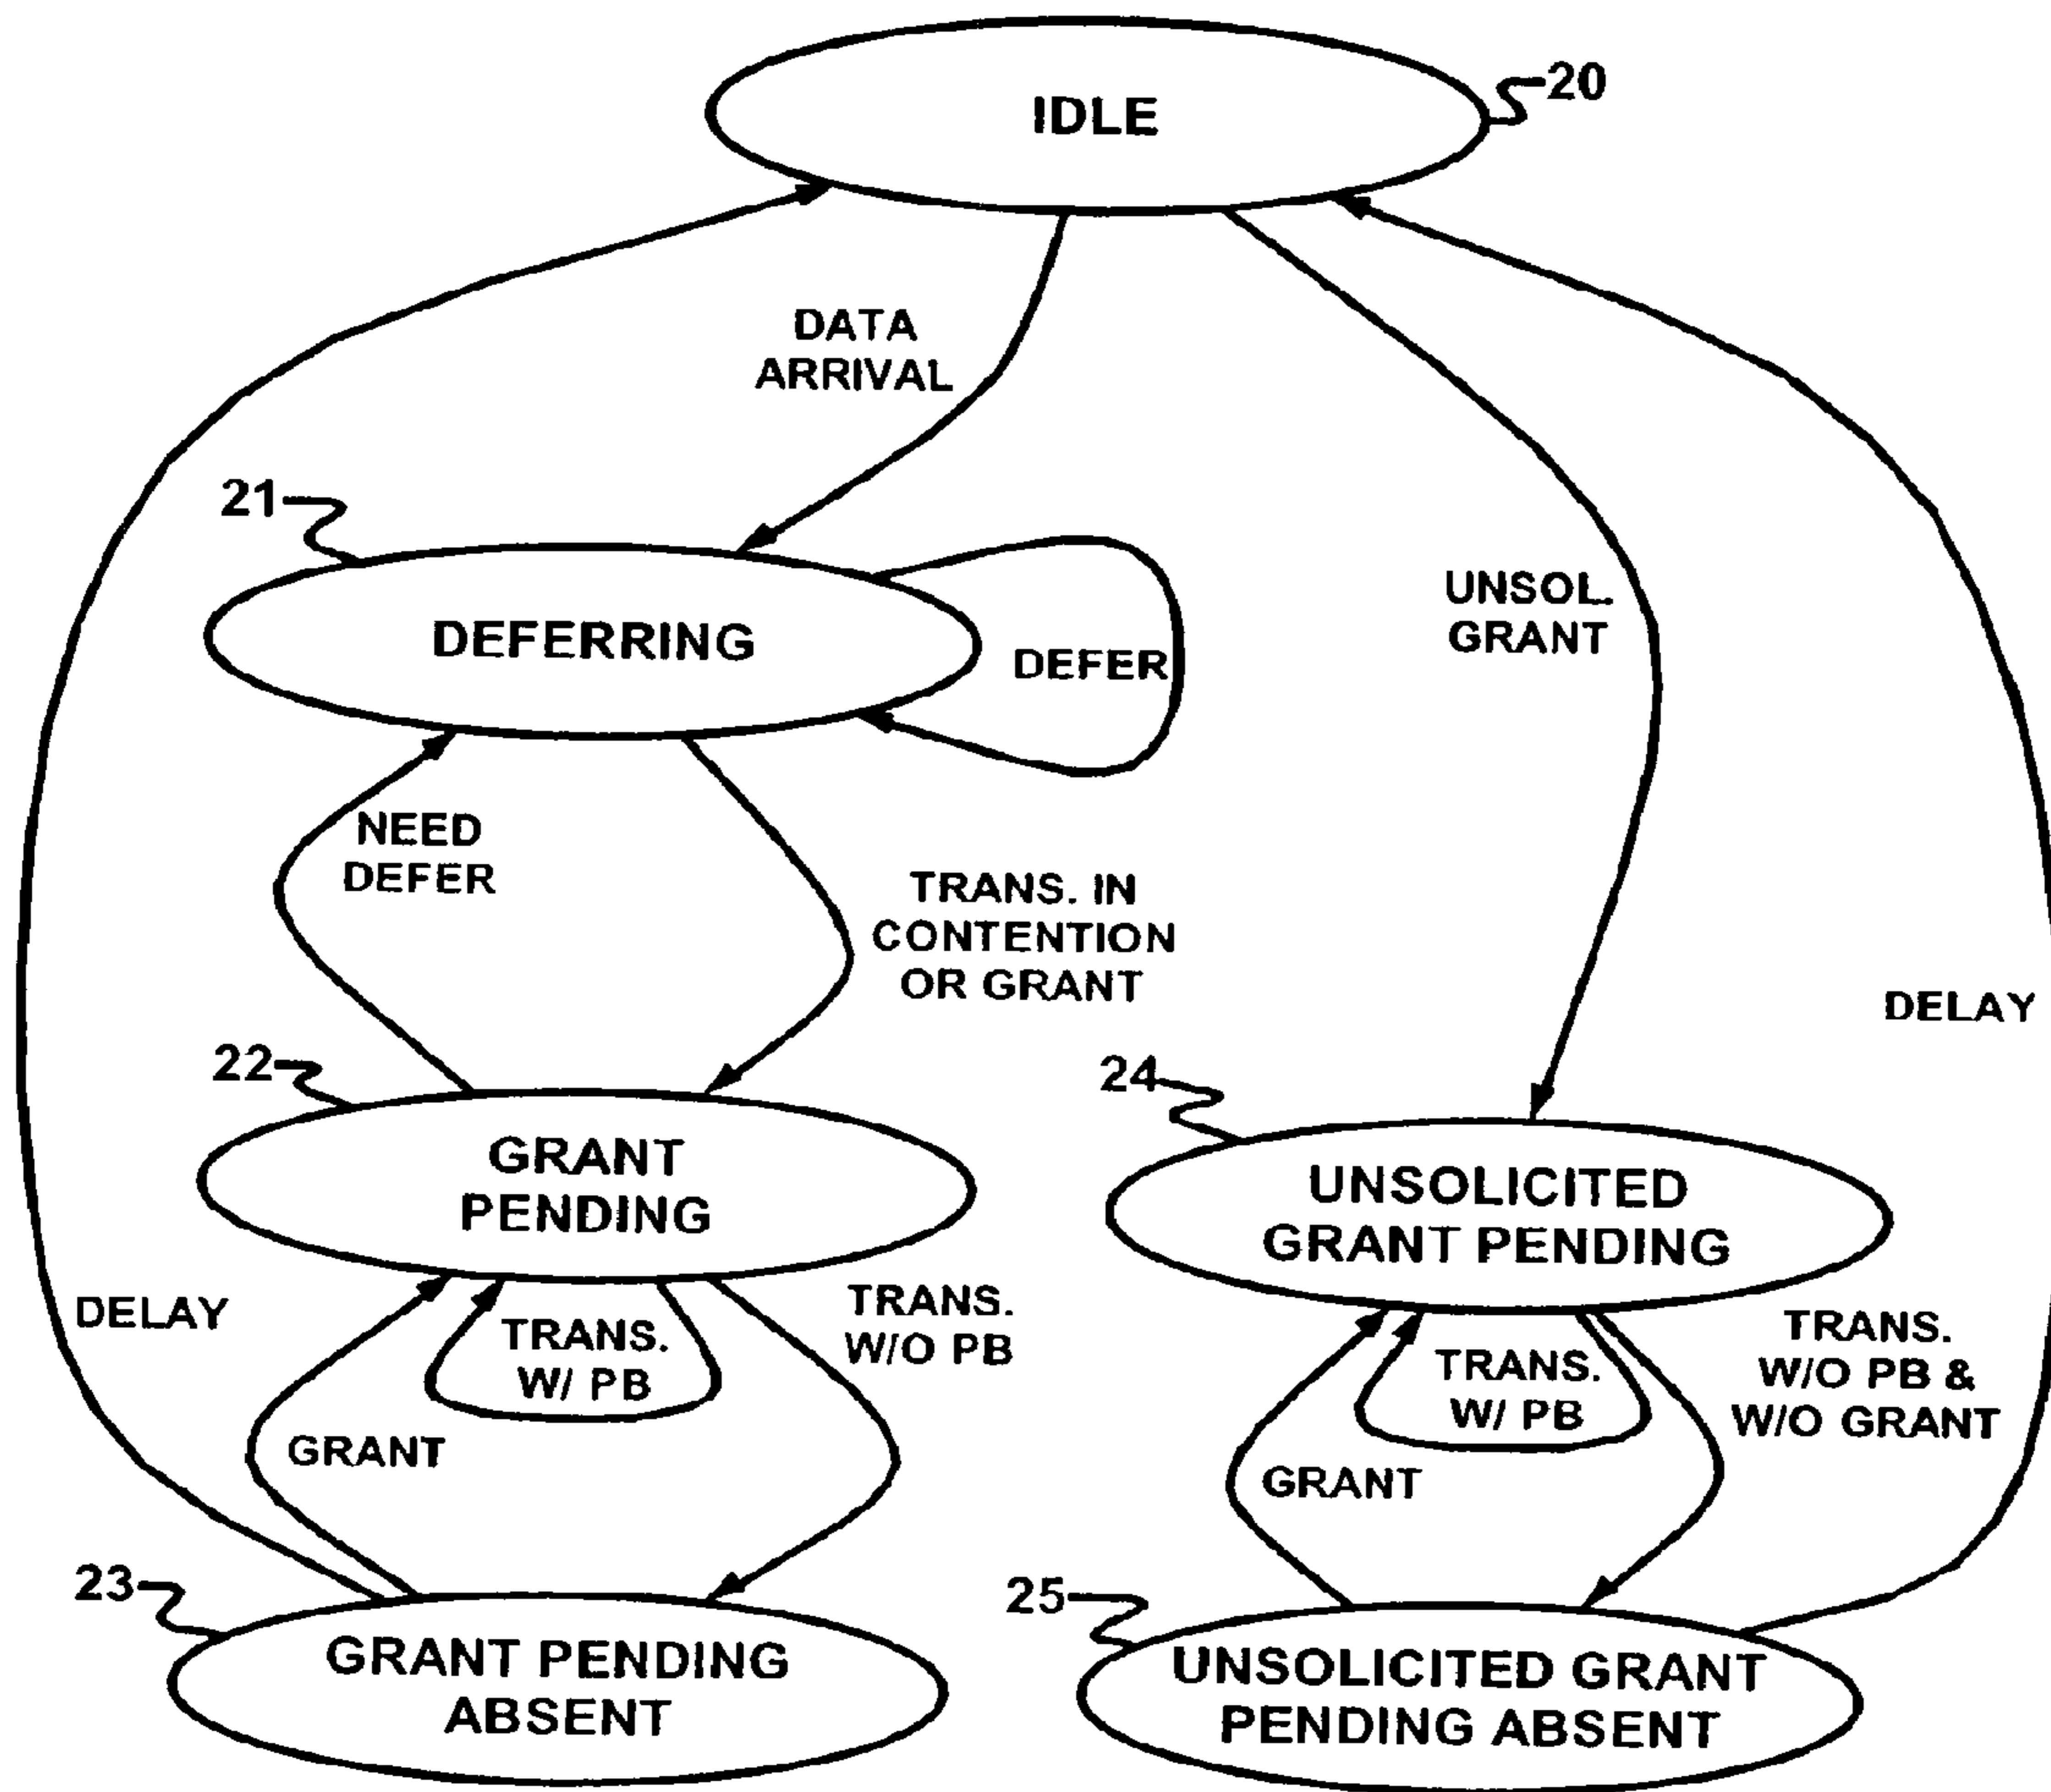 IDLE
20
DATA
ARRIVAL
21
DEFERRING
DEFER
UNSOL.
GRANT
NEED
DEFER
TRANS. IN
CONTENTION
OR GRANT
DELAY
22
GRANT
PENDING
24
UNSOLICITED
GRANT PENDING
DELAY
TRANS.
W/ PB
TRANS.
W/O PB
GRANT
TRANS.
W/ PB
TRANS.
W/O PB &
W/O GRANT
GRANT
23
GRANT PENDING
ABSENT
25
UNSOLICITED GRANT
PENDING ABSENT